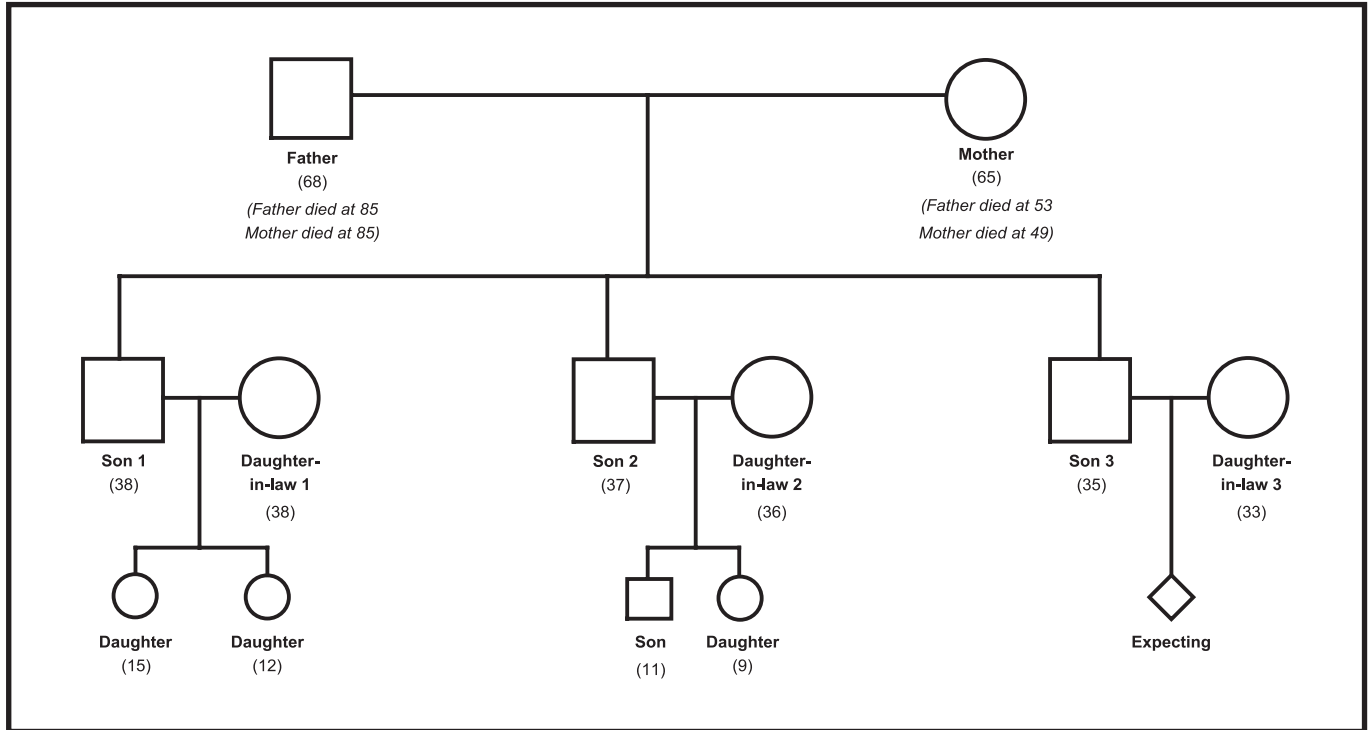 Father
(68)
(Father died at 85
Mother died at 85)
Mother
(65)
(Father died at 53
Mother died at 49)
Son 1
(38)
Daughter-
in-law 1
(38)
Son 2
(37)
Daughter-
in-law 2
(36)
Son 3
(35)
Daughter-
in-law 3
(33)
Daughter
(15)
Daughter
(12)
Son
(11)
Daughter
(9)
Expecting